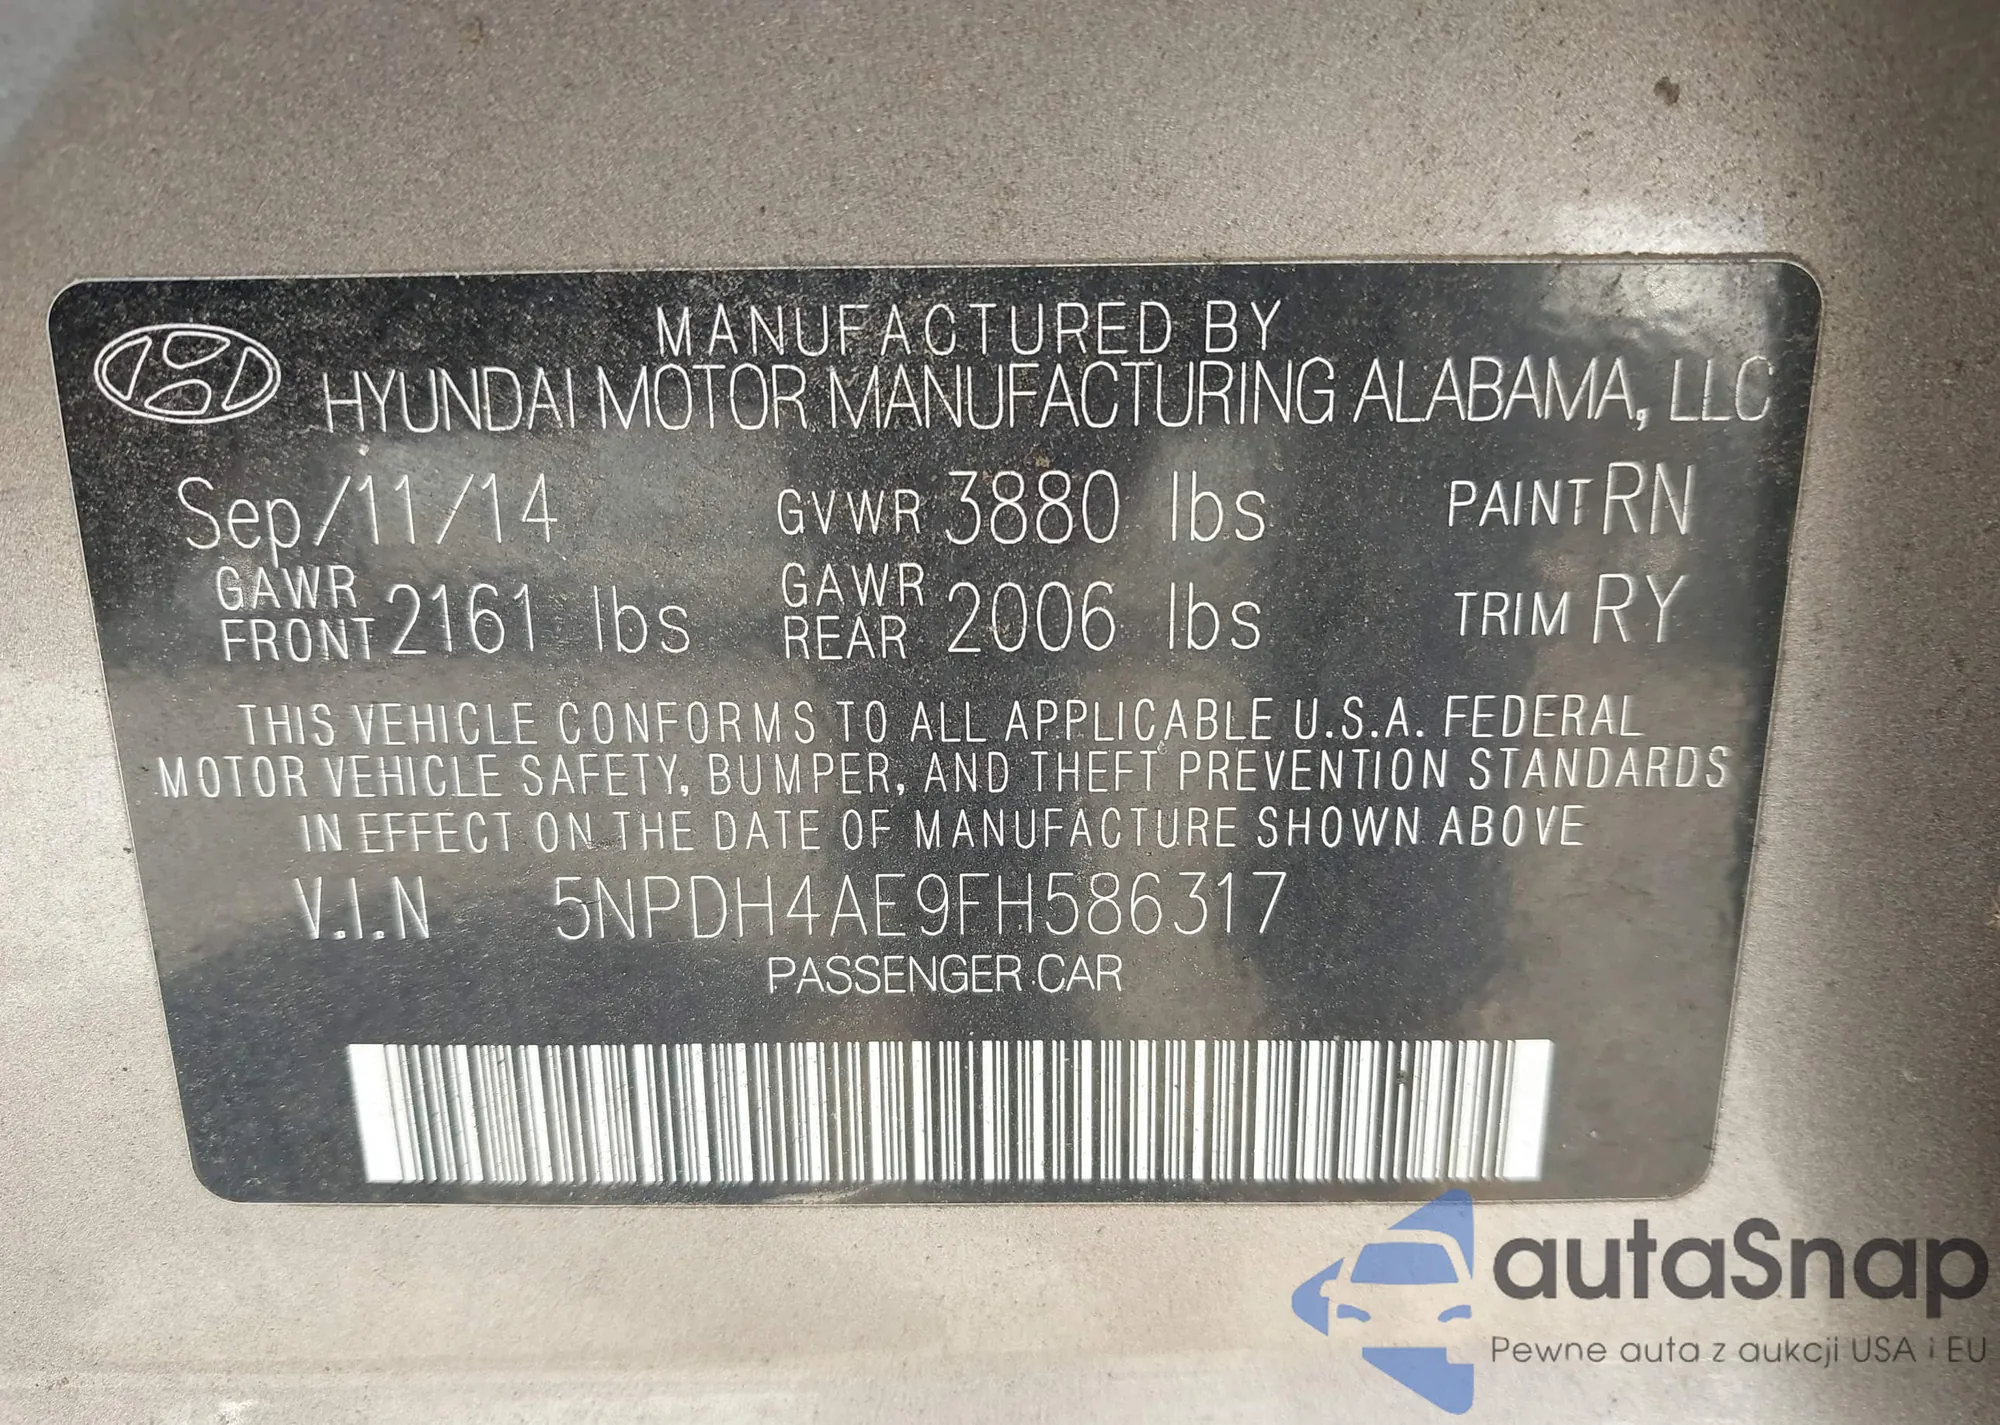 MANUFACTURED BY
HYUNDAI MOTOR MANUFACTURING ALABAMA, LLC
Sep/11/14 GVWR 3880 lbs PAINT RN
GAWR FRONT 2161 lbs GAWR REAR 2006 lbs TRIM RY
THIS VEHICLE CONFORMS TO ALL APPLICABLE U.S.A. FEDERAL
MOTOR VEHICLE SAFETY, BUMPER, AND THEFT PREVENTION STANDARDS
IN EFFECT ON THE DATE OF MANUFACTURE SHOWN ABOVE
V.I.N 5NPDH4AE9FH586317
PASSENGER CAR
autaSnap
Pewne auta z aukcji USA i EU